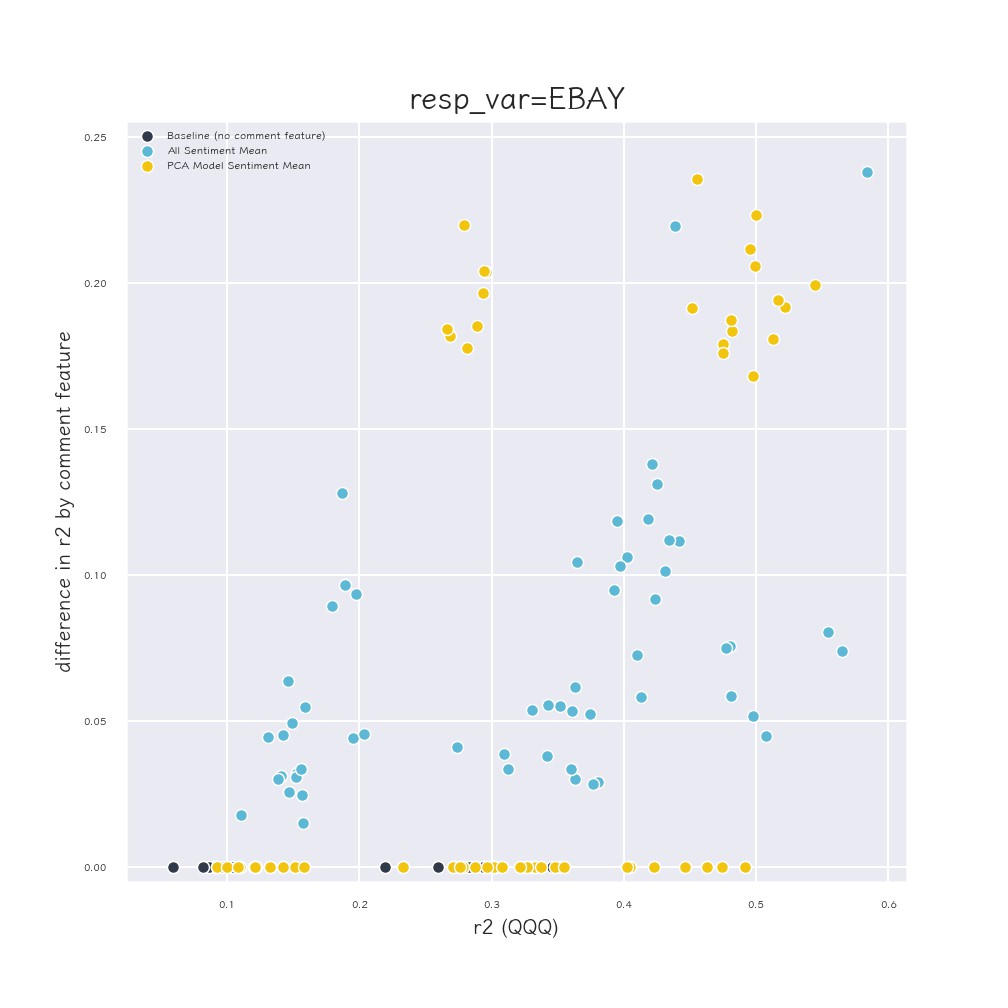 resp_var=EBAY
Baseline (no comment feature)
All Sentiment Mean
PCA Model Sentiment Mean
difference in r2 by comment feature
0.25
0.20
0.15
0.10
0.05
0.00
0.1 0.2 0.3 0.4 0.5 0.6
r2 (QQQ)